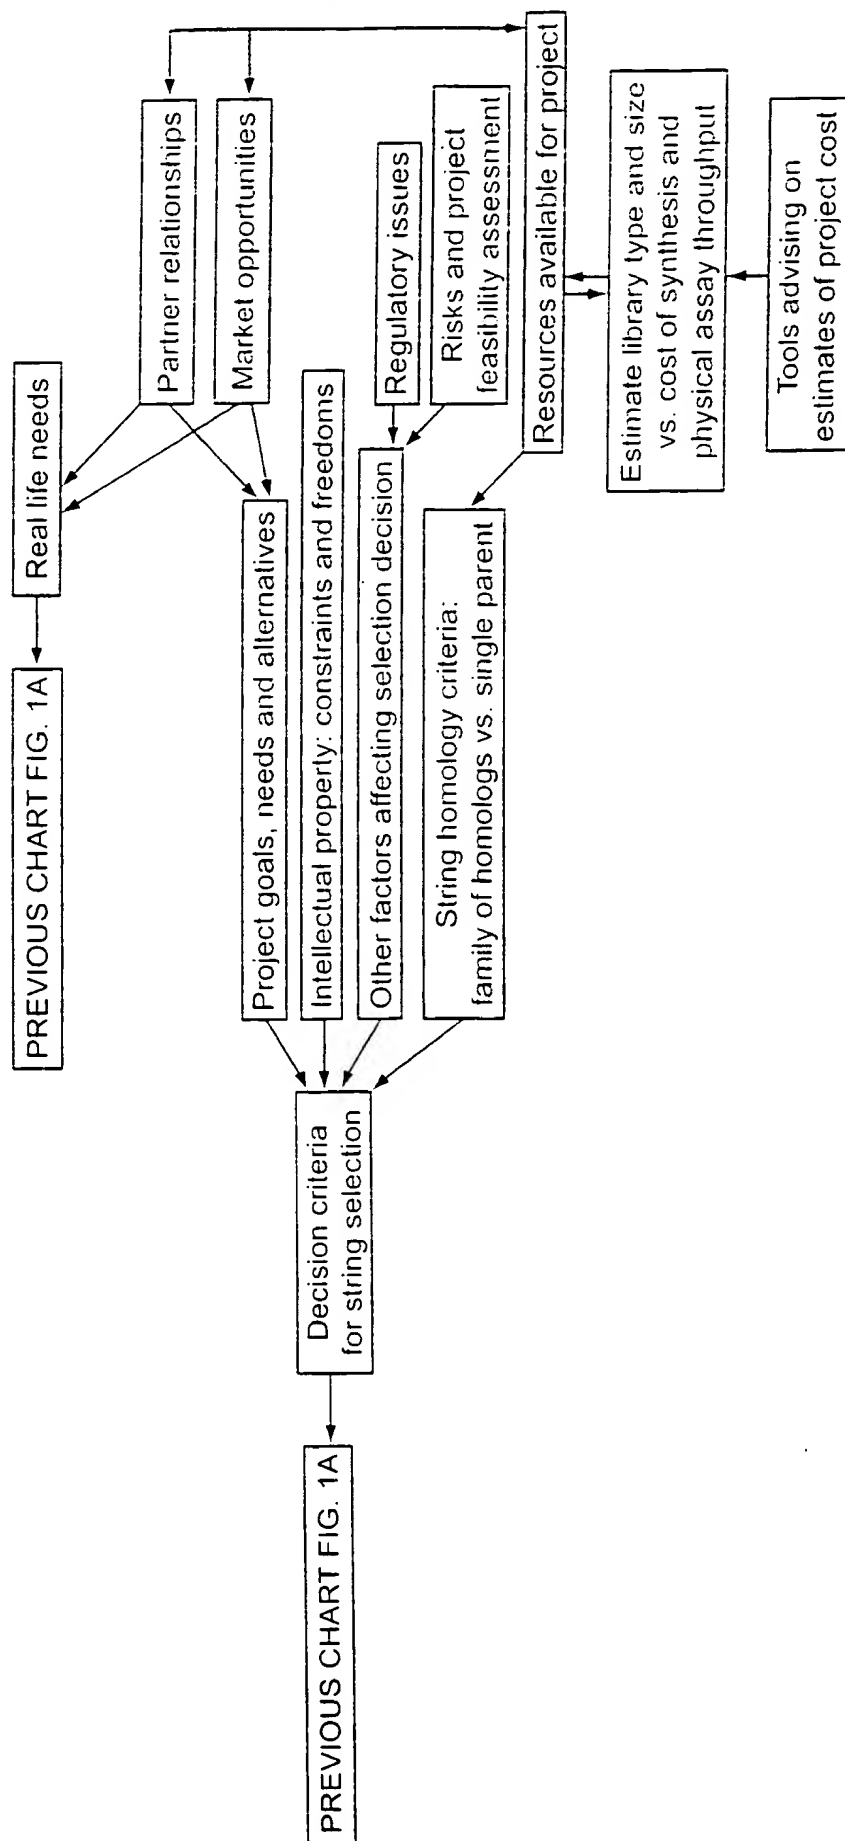 PREVIOUS CHART FIG. 1A
Real life needs
Partner relationships
Market opportunities
Project goals, needs and alternatives
Intellectual property: constraints and freedoms
Regulatory issues
Other factors affecting selection decision
Risks and project
feasibility assessment
String homology criteria:
family of homologs vs. single parent
Resources available for project
Estimate library type and size
vs. cost of synthesis and
physical assay throughput
Tools advising on
estimates of project cost
Decision criteria
for string selection
PREVIOUS CHART FIG. 1A